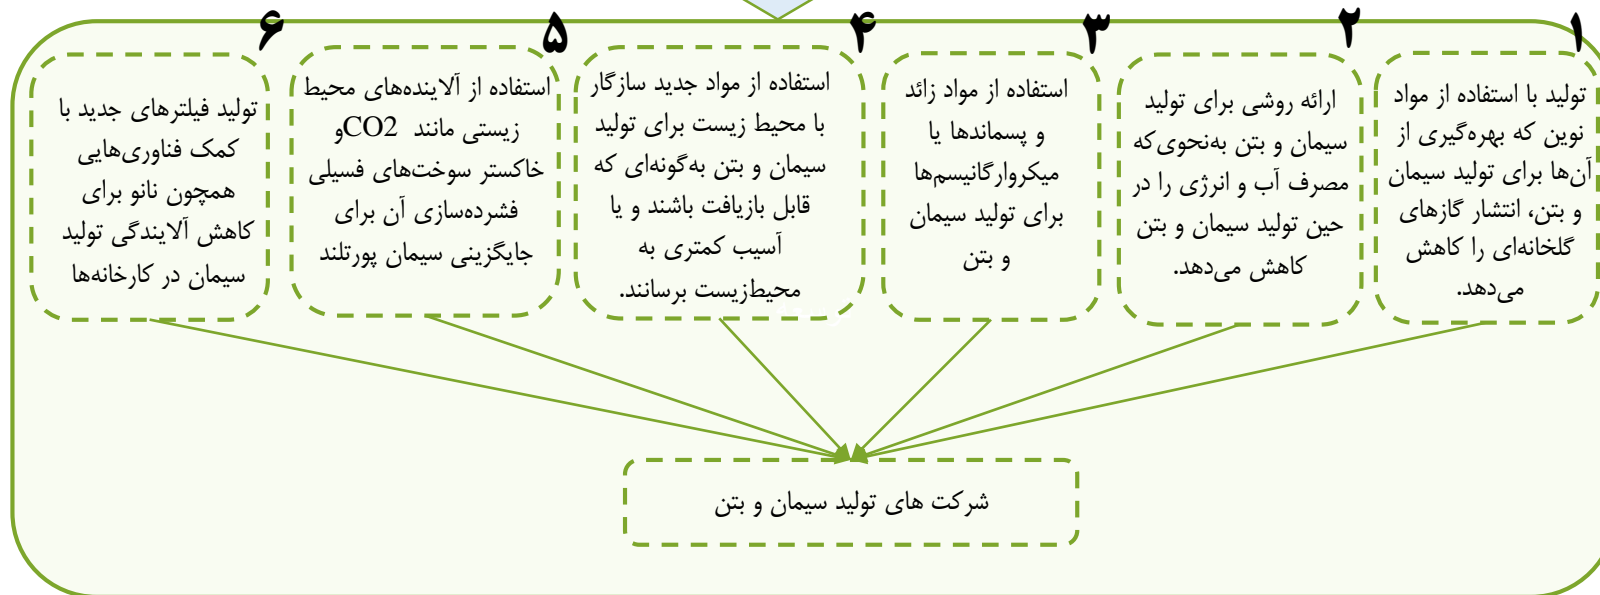 ۱
تولید با استفاده از مواد
نوین که بهره‌گیری از
آن‌ها برای تولید سیمان
و بتن، انتشار گازهای
گلخانه‌ای را کاهش
می‌دهد.
۲
ارائه روشی برای تولید
سیمان و بتن به‌نحوی‌که
مصرف آب و انرژی را در
حین تولید سیمان و بتن
کاهش می‌دهد.
۳
استفاده از مواد زائد
و پسماندها یا
میکروارگانیسم‌ها
برای تولید سیمان
و بتن
۴
استفاده از مواد جدید سازگار
با محیط زیست برای تولید
سیمان و بتن به‌گونه‌ای که
قابل بازیافت باشند و یا
آسیب کمتری به
محیط‌زیست برسانند.
۵
استفاده از آلاینده‌های محیط
زیستی مانند CO2و
خاکستر سوخت‌های فسیلی
فشرده‌سازی آن برای
جایگزینی سیمان پورتلند
۶
تولید فیلترهای جدید با
کمک فناوری‌هایی
همچون نانو برای
کاهش آلایندگی تولید
سیمان در کارخانه‌ها
شرکت های تولید سیمان و بتن